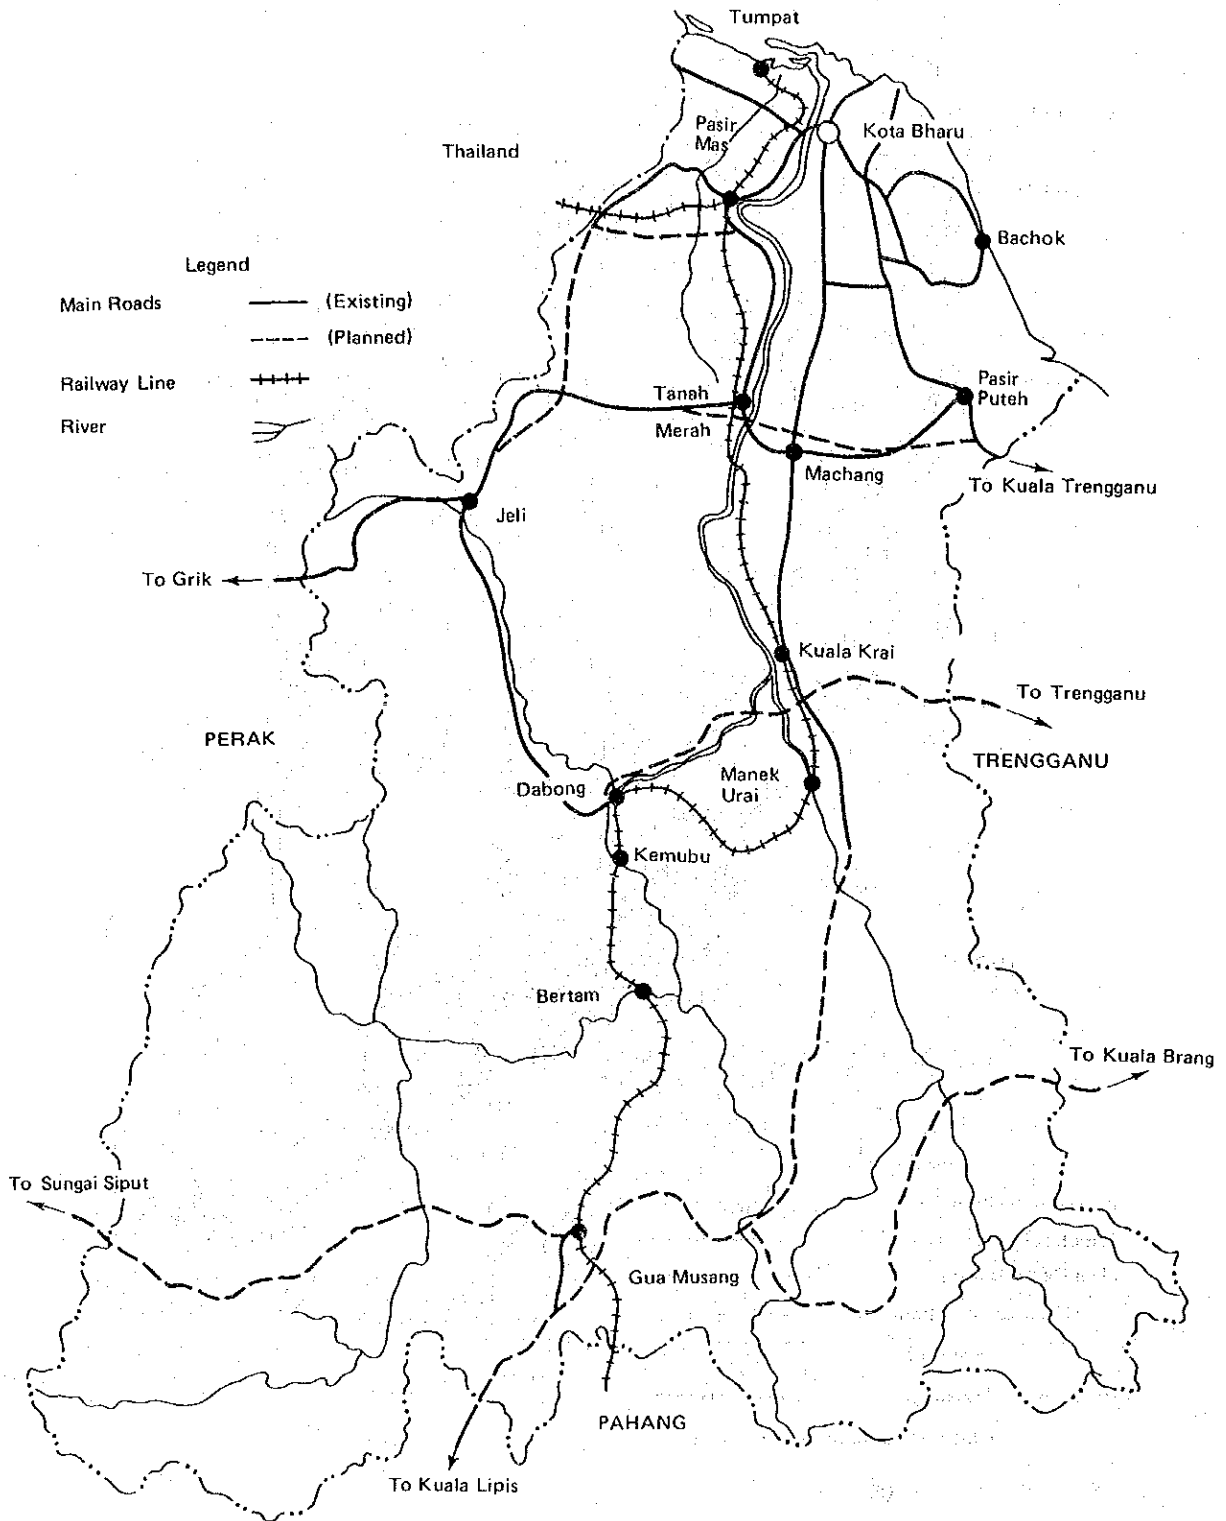 Tumpat
Kota Bharu
Pasir
Mas
Thailand
Bachok
Legend
Main Roads (Existing)
(Planned)
Railway Line
River
Tanah
Merah
Pasir
Puteh
Machang
To Kuala Trengganu
Jeli
To Grik
Kuala Krai
To Trengganu
PERAK
TRENGGANU
Manek
Urai
Dabong
Kemubu
Bertam
To Kuala Brang
To Sungai Siput
Gua Musang
PAHANG
To Kuala Lipis